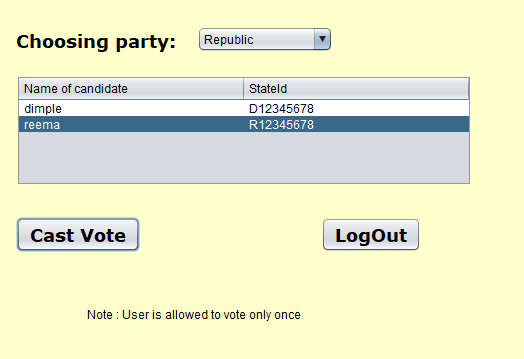 Choosing party: Republic
Name of candidate StateId
dimple D12345678
reema R12345678
Cast Vote LogOut
Note : User is allowed to vote only once